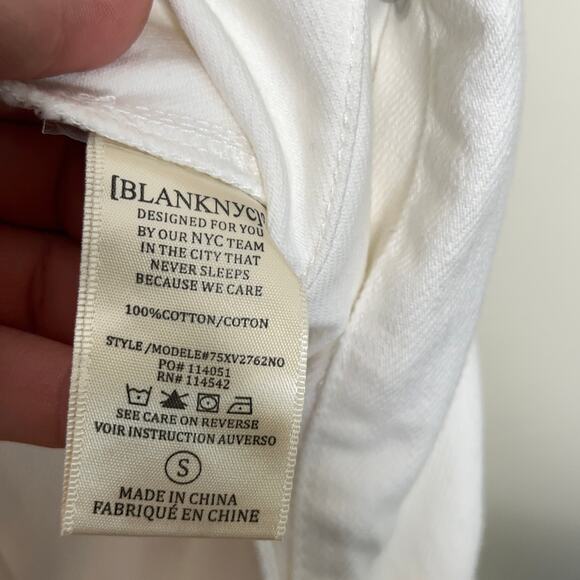 [BLANKNYC]
DESIGNED FOR YOU
BY OUR NYC TEAM
IN THE CITY THAT
NEVER SLEEPS
BECAUSE WE CARE
100%COTTON/COTON
STYLE/MODELE#75XV2762NO
PO# 114051
RN# 114542
SEE CARE ON REVERSE
VOIR INSTRUCTION AUVERSO
S
MADE IN CHINA
FABRIQUÉ EN CHINE